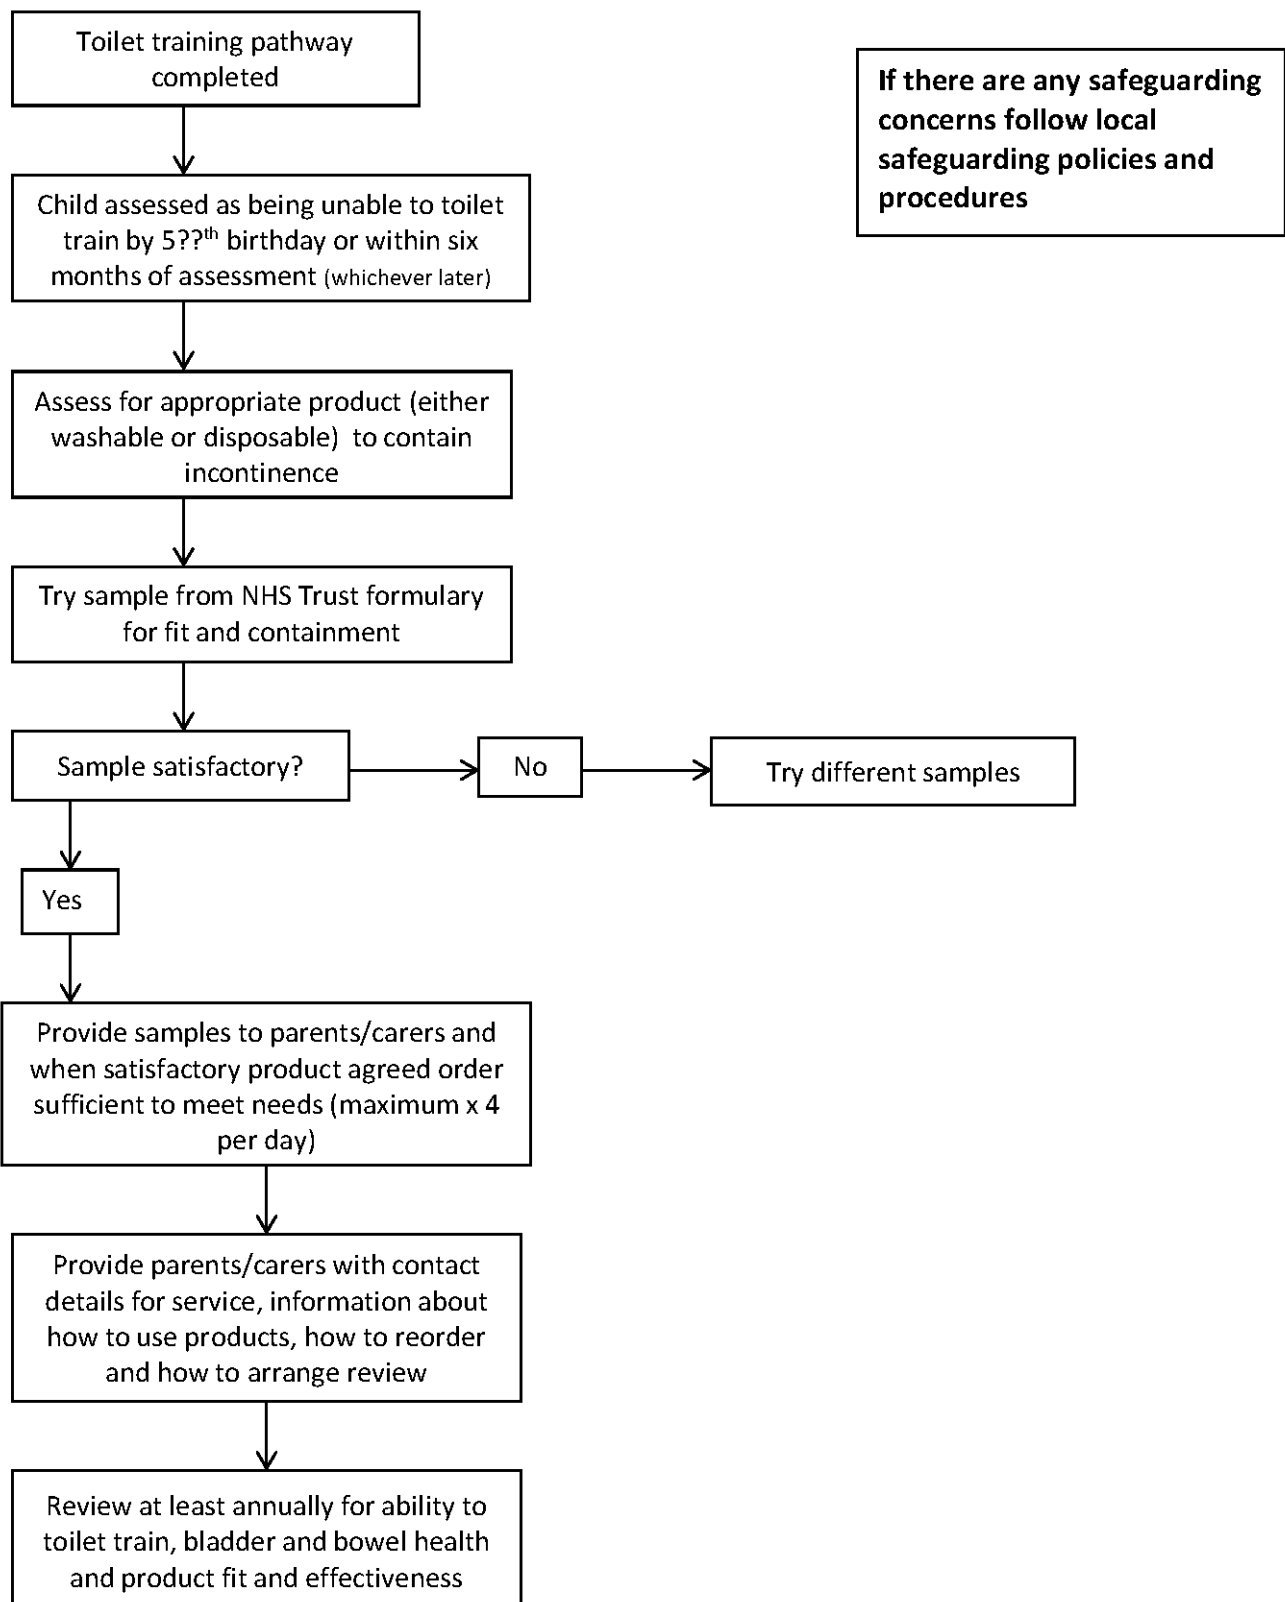 Toilet training pathway
completed
If there are any safeguarding
concerns follow local
safeguarding policies and
procedures
Child assessed as being unable to toilet
train by 5??th birthday or within six
months of assessment (whichever later)
Assess for appropriate product (either
washable or disposable)  to contain
incontinence
Try sample from NHS Trust formulary
for fit and containment
Sample satisfactory?
No
Try different samples
Yes
Provide samples to parents/carers and
when satisfactory product agreed order
sufficient to meet needs (maximum x 4
per day)
Provide parents/carers with contact
details for service, information about
how to use products, how to reorder
and how to arrange review
Review at least annually for ability to
toilet train, bladder and bowel health
and product fit and effectiveness